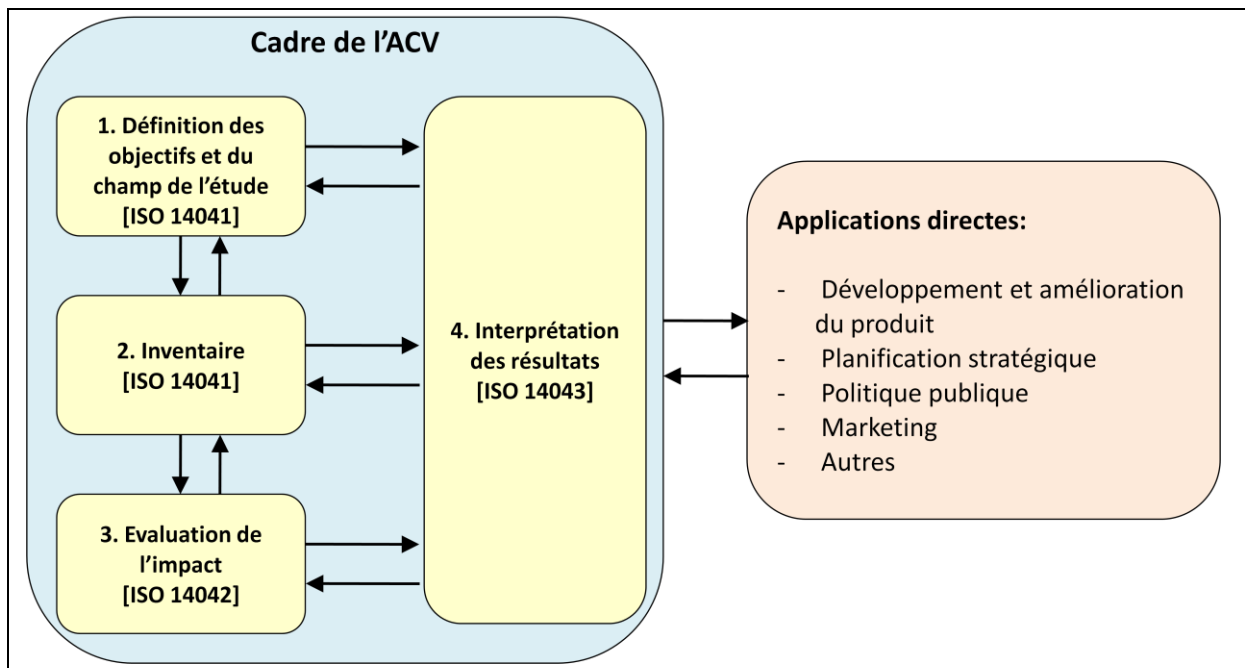 Cadre de l’ACV
1. Définition des
objectifs et du
champ de l’étude
[ISO 14041]
2. Inventaire
[ISO 14041]
3. Evaluation de
l’impact
[ISO 14042]
4. Interprétation
des résultats
[ISO 14043]
Applications directes:
- Développement et amélioration
du produit
- Planification stratégique
- Politique publique
- Marketing
- Autres